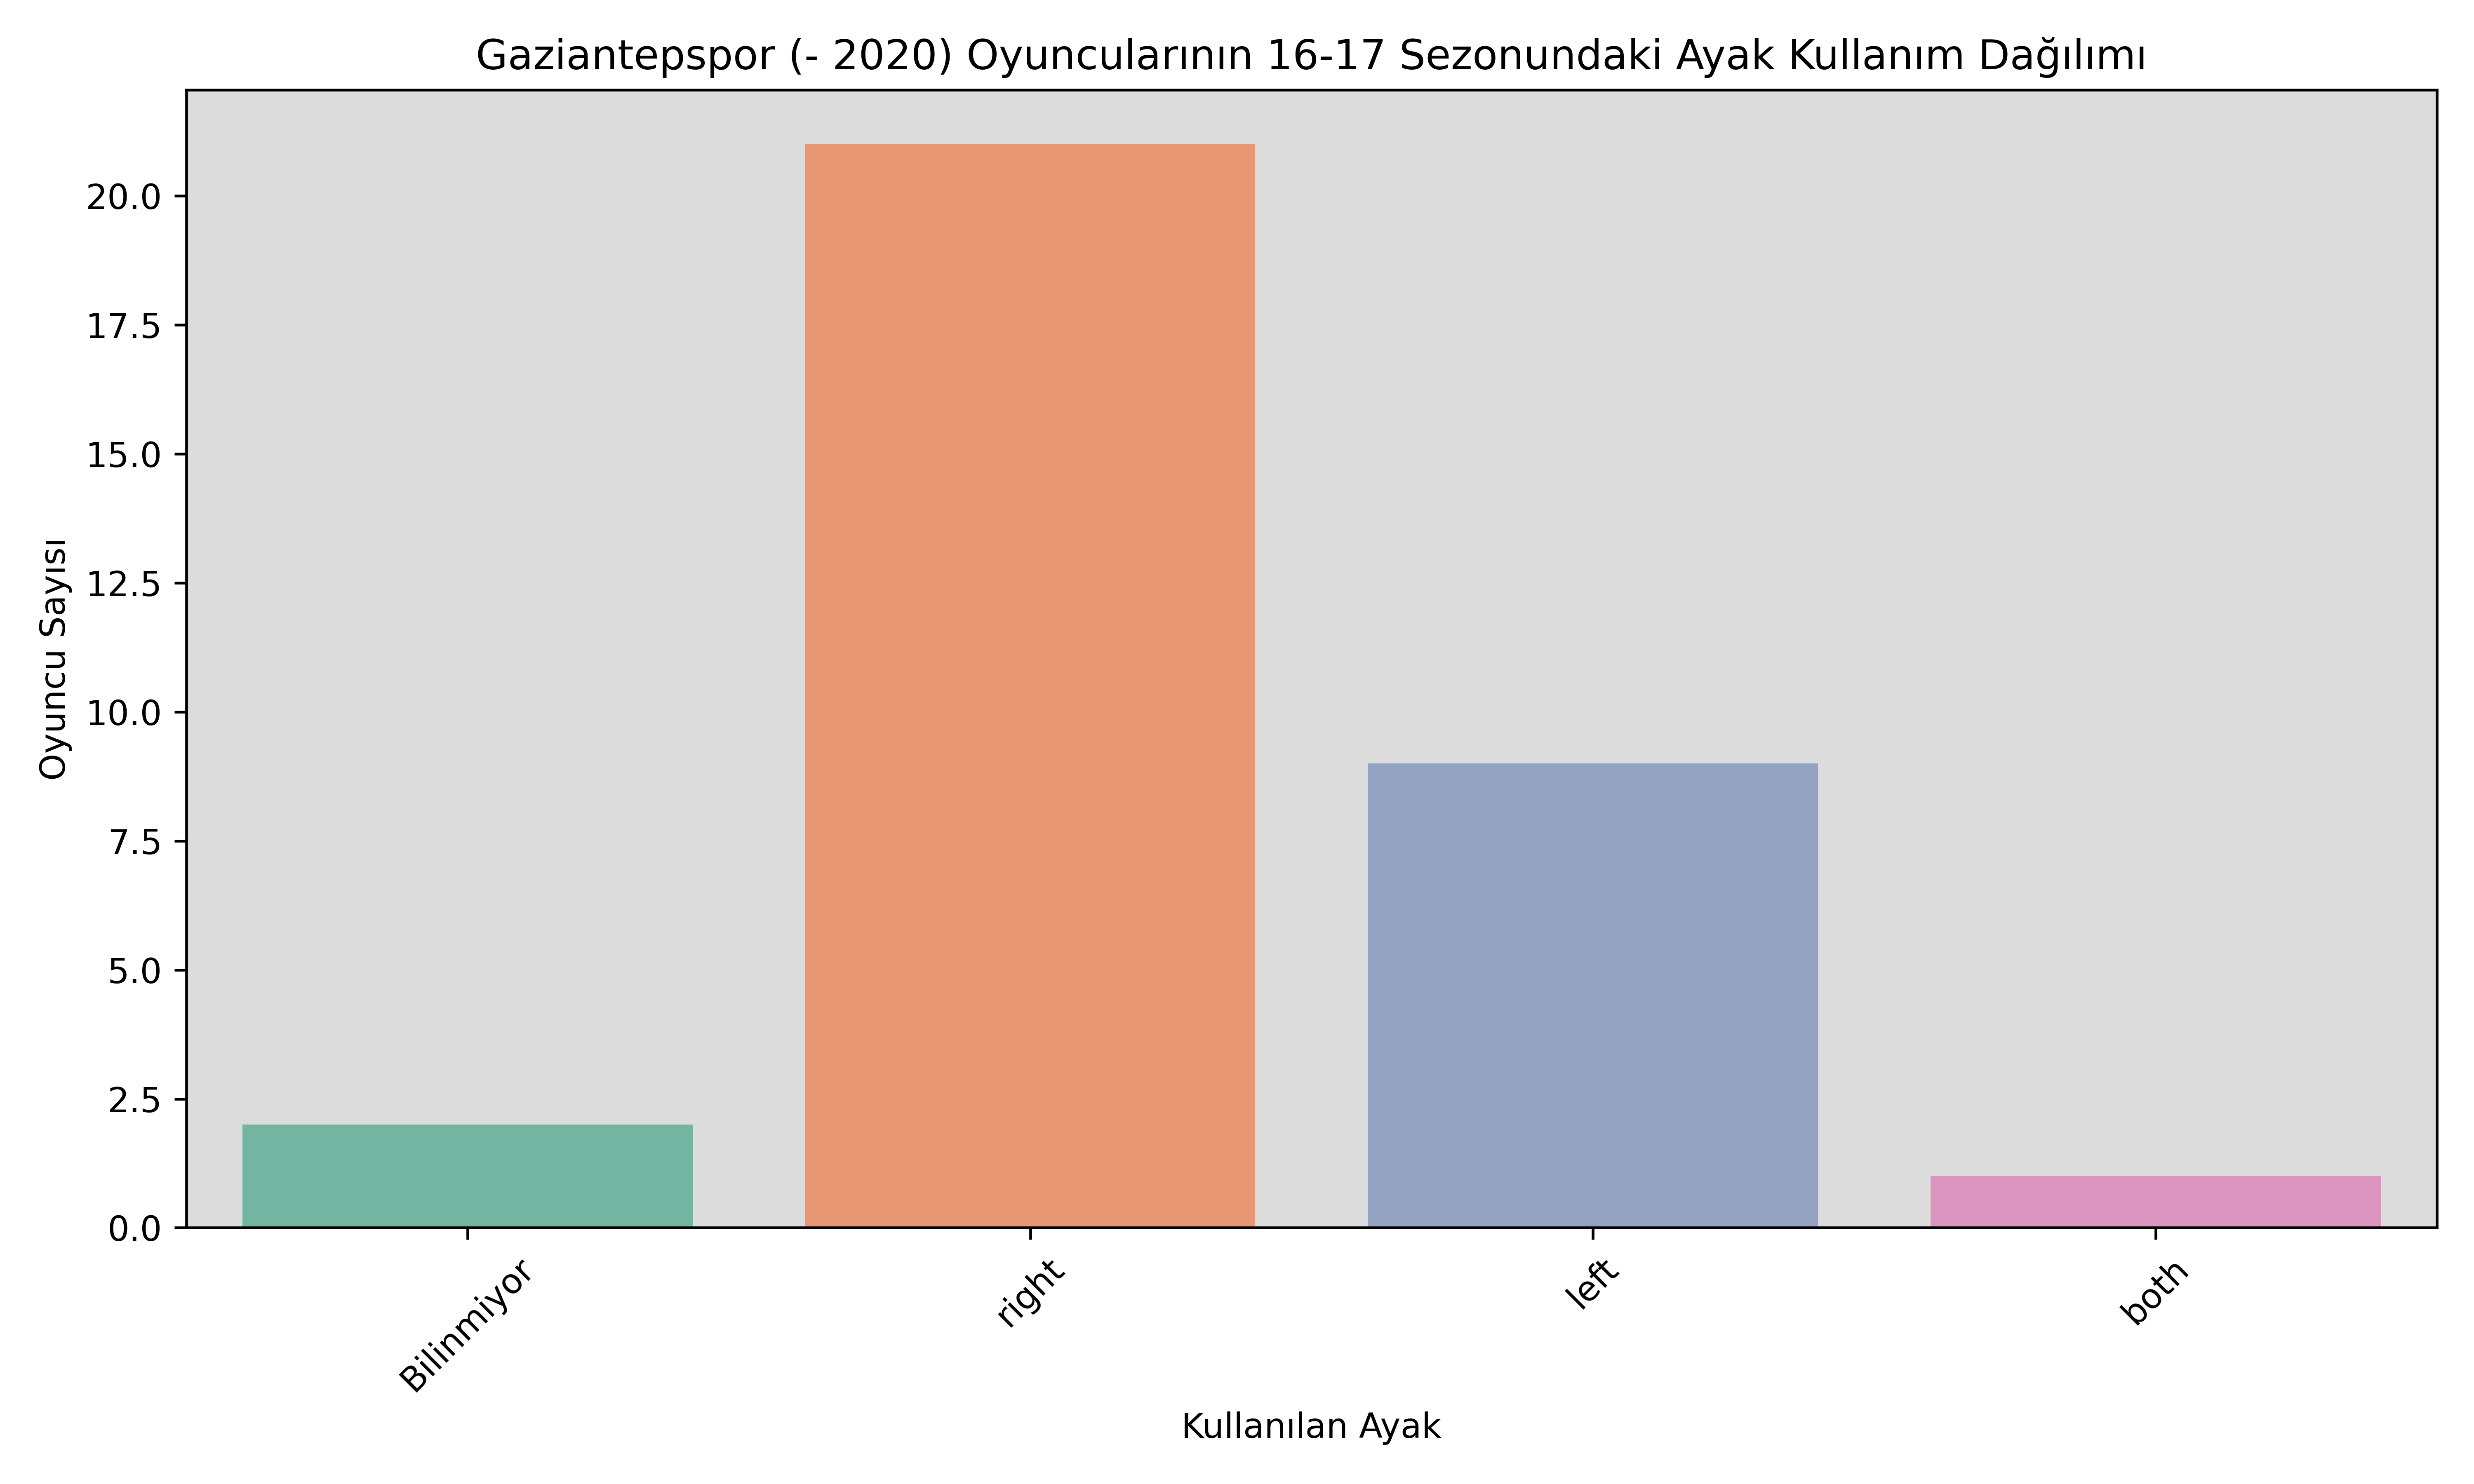 Gaziantepspor (- 2020) Oyuncularının 16-17 Sezonundaki Ayak Kullanım Dağılımı
Oyuncu Sayısı
20.0
17.5
15.0
12.5
10.0
7.5
5.0
2.5
0.0
Bilinmiyor
right
left
both
Kullanılan Ayak